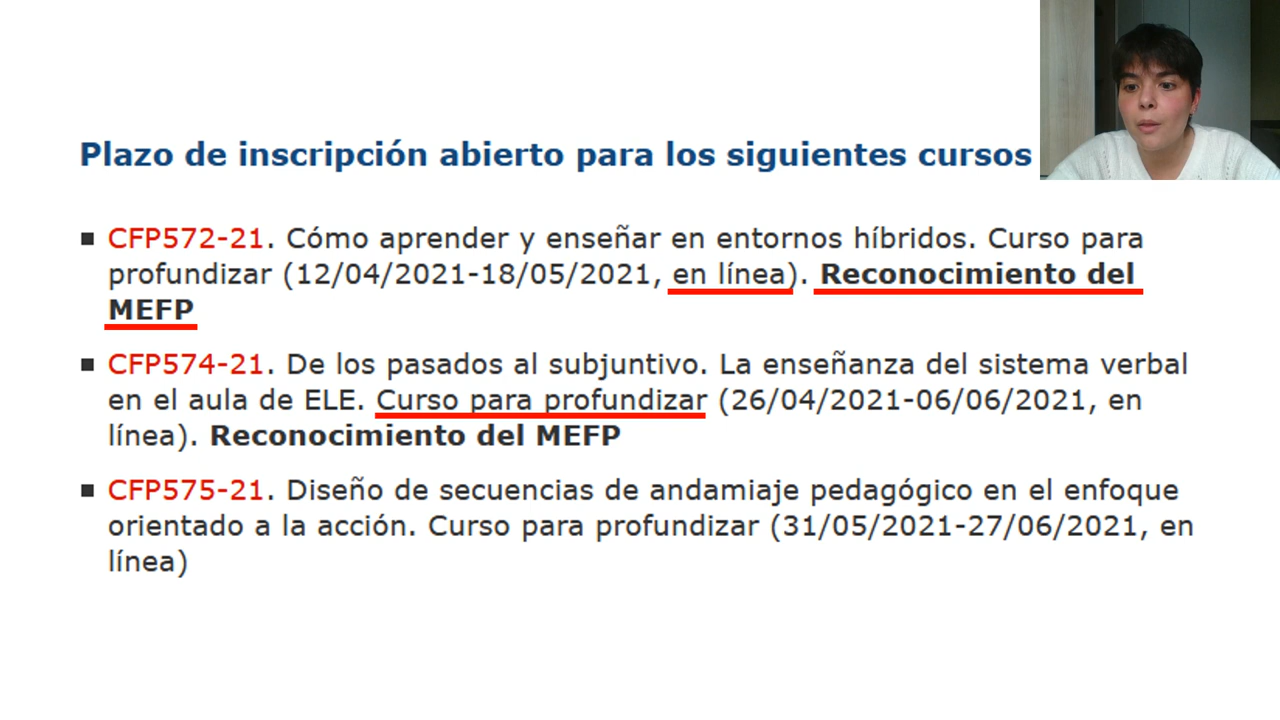 Plazo de inscripción abierto para los siguientes cursos
CFP572-21. Cómo aprender y enseñar en entornos híbridos. Curso para
profundizar (12/04/2021-18/05/2021, en línea). Reconocimiento del
MEFP
CFP574-21. De los pasados al subjuntivo. La enseñanza del sistema verbal
en el aula de ELE. Curso para profundizar (26/04/2021-06/06/2021, en
línea). Reconocimiento del MEFP
CFP575-21. Diseño de secuencias de andamiaje pedagógico en el enfoque
orientado a la acción. Curso para profundizar (31/05/2021-27/06/2021, en
línea)